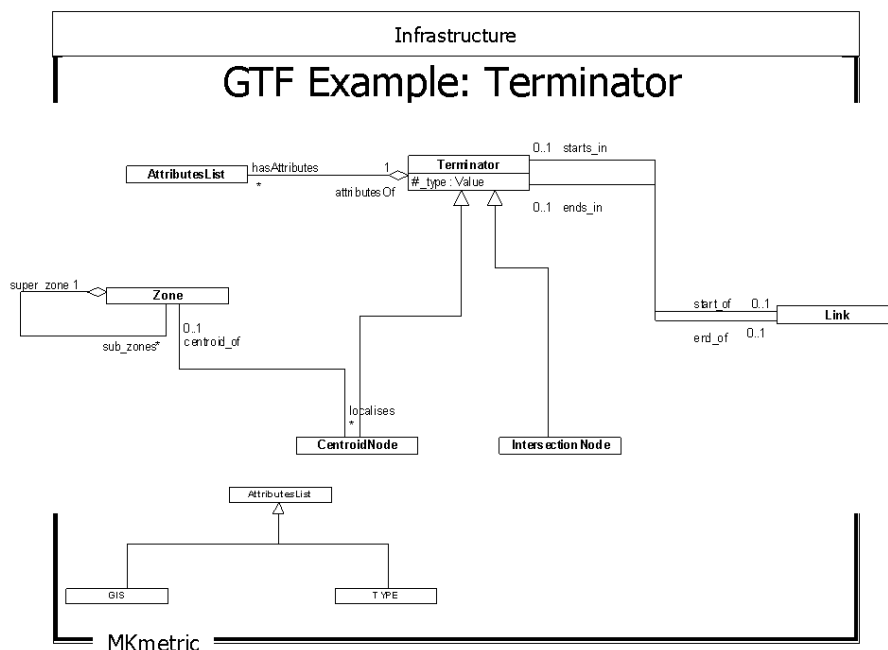 Infrastructure
GTF Example: Terminator
AttributesList
hasAttributes
*
1
attributesOf
Terminator
#_type : Value
0..1 starts_in
0..1 ends_in
super_zone 1
Zone
sub_zones*
0..1
centroid_of
start_of 0..1
end_of 0..1
Link
localises
*
CentroidNode
IntersectionNode
AttributesList
GIS
TYPE
MKmetric